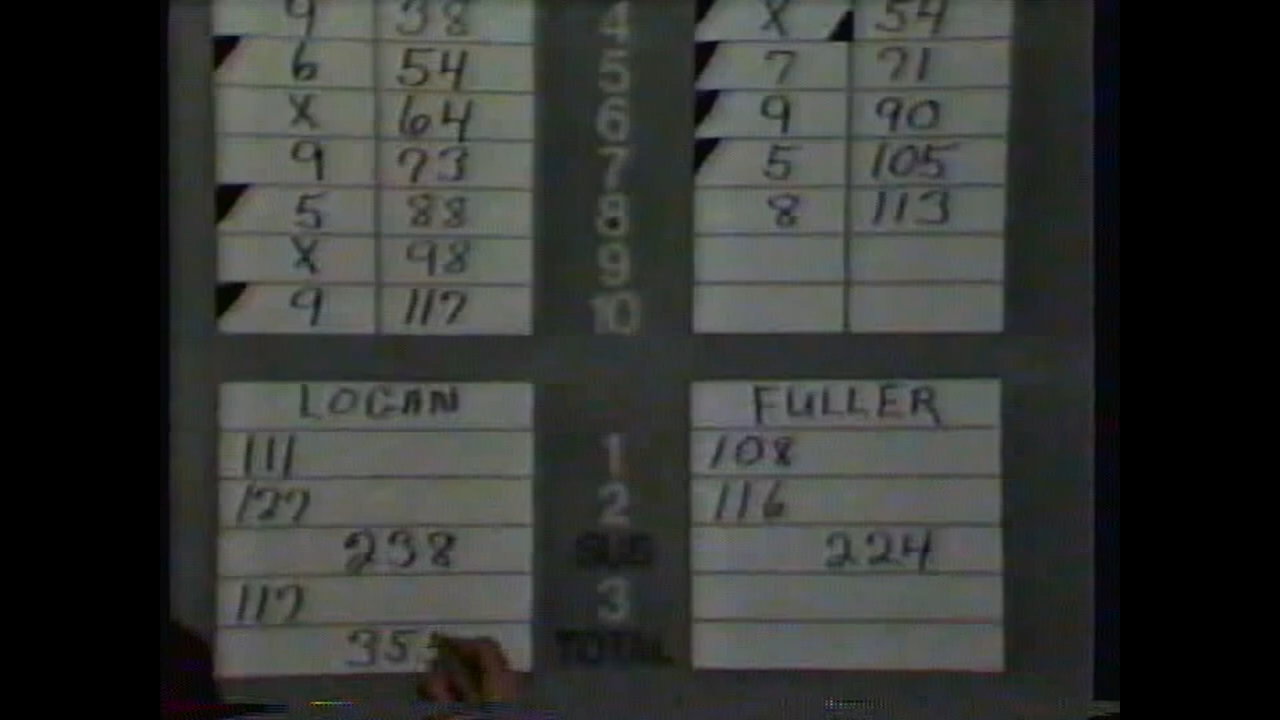 9 38 4 X 54
6 54 5 7 71
X 64 6 9 90
9 73 7 5 105
5 88 8 8 113
X 98 9
9 117 10
LOGAN FULLER
111 1 108
127 2 116
238 SUB 224
117 3
355 TOTAL